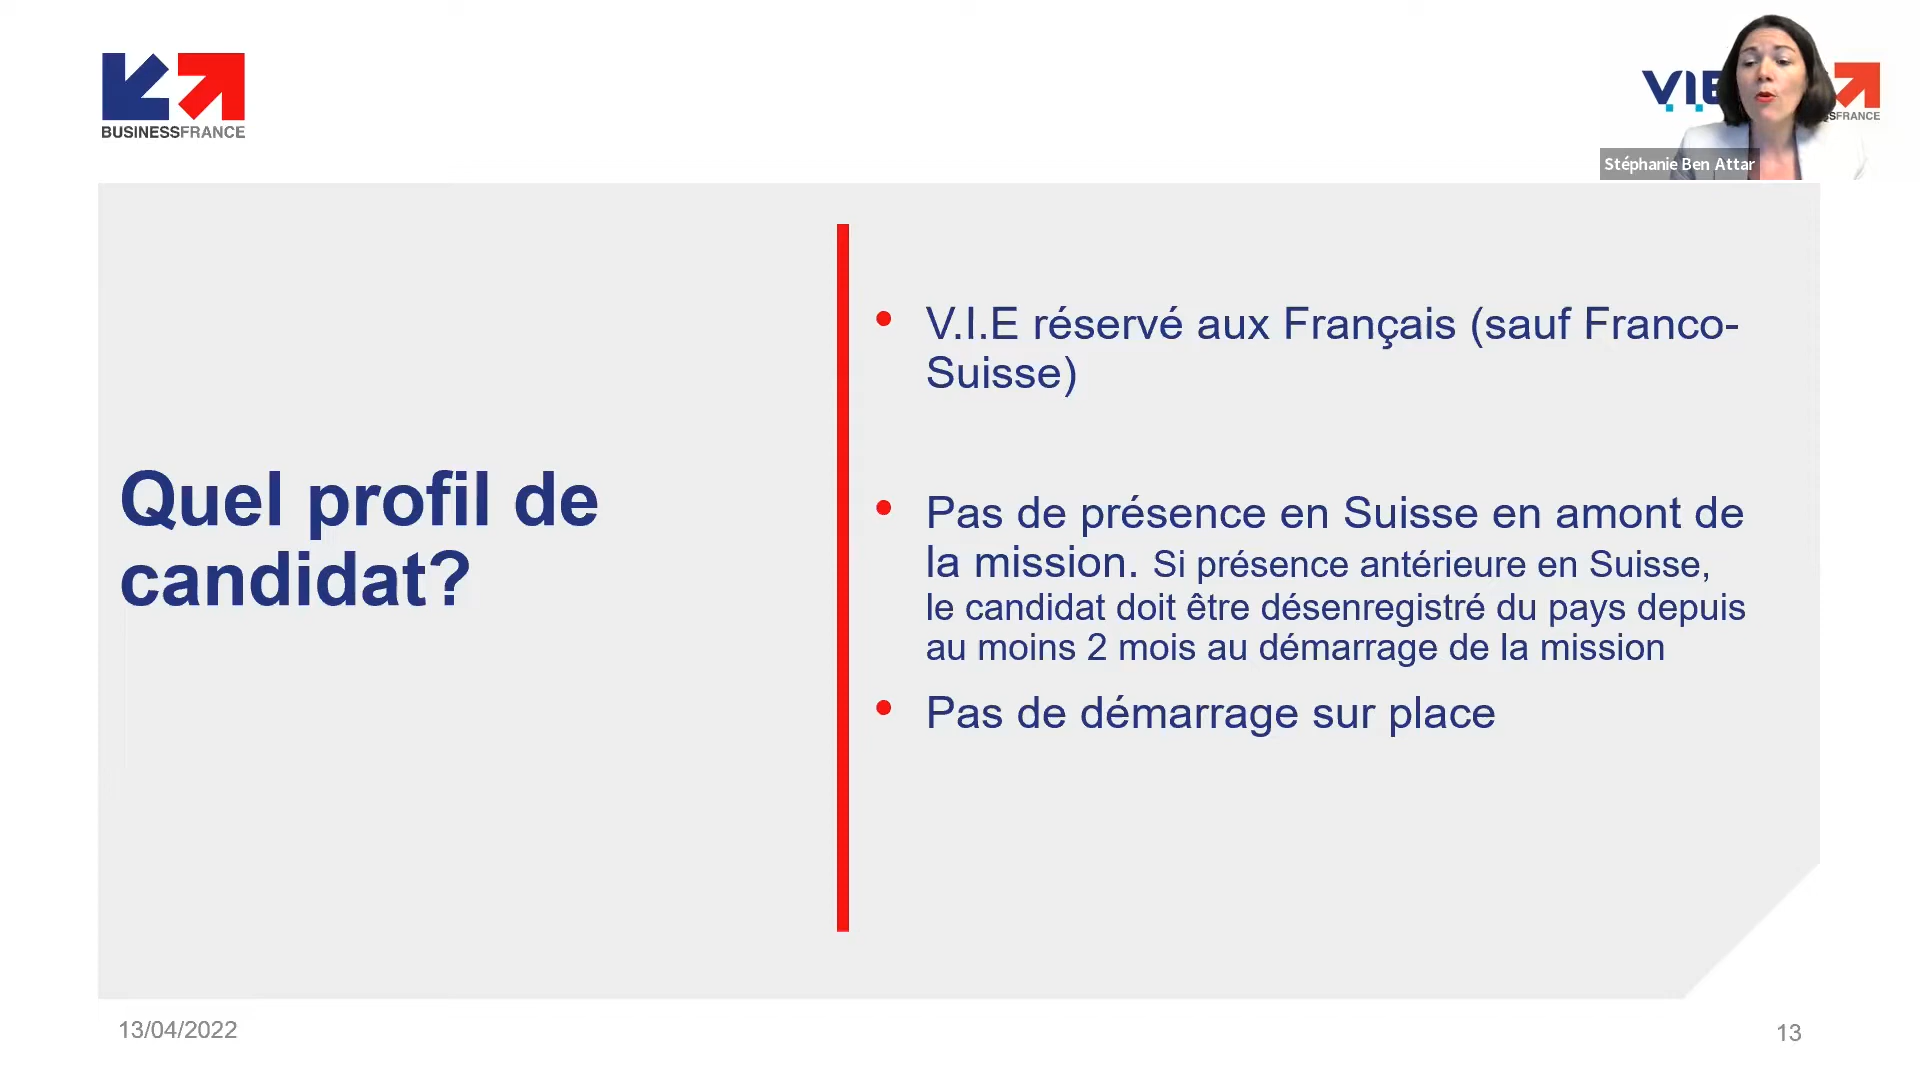 BUSINESSFRANCE
VIE
SFRANCE
Stéphanie Ben Attar
Quel profil de
candidat?
• V.I.E réservé aux Français (sauf Franco-
Suisse)
• Pas de présence en Suisse en amont de
la mission. Si présence antérieure en Suisse,
le candidat doit être désenregistré du pays depuis
au moins 2 mois au démarrage de la mission
• Pas de démarrage sur place
13/04/2022
13